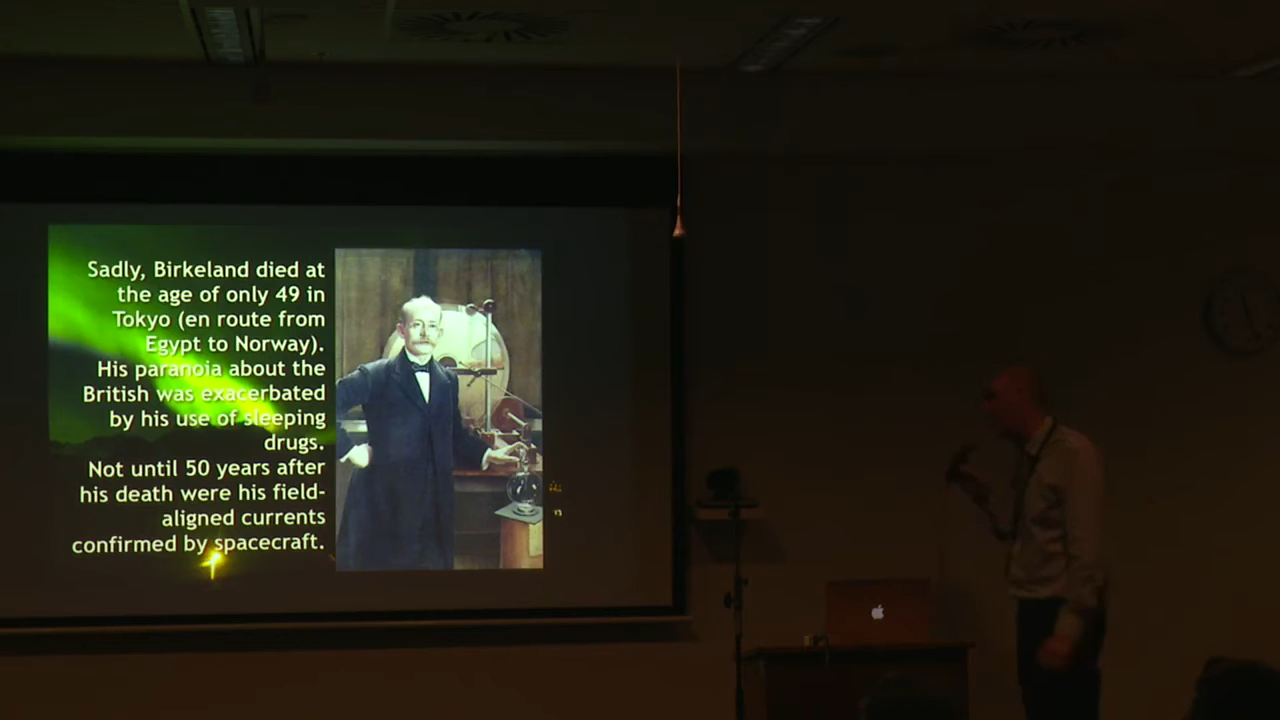 Sadly, Birkeland died at
the age of only 49 in
Tokyo (en route from
Egypt to Norway).
His paranoia about the
British was exacerbated
by his use of sleeping
drugs.
Not until 50 years after
his death were his field-
aligned currents
confirmed by spacecraft.